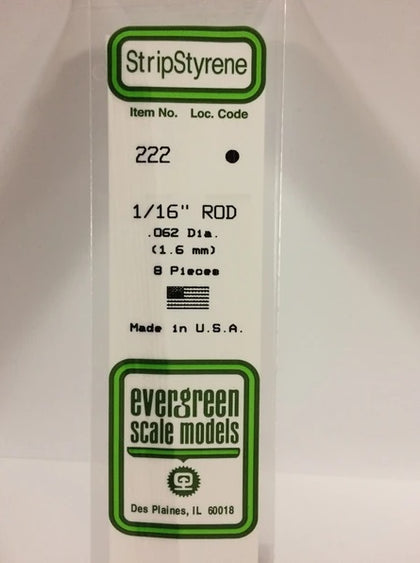 StripStyrene
Item No. Loc. Code
222
1/16" ROD
.062 Dia.
(1.6 mm)
8 Pieces
Made in U.S.A.
evergreen
scale models
Des Plaines, IL 60018